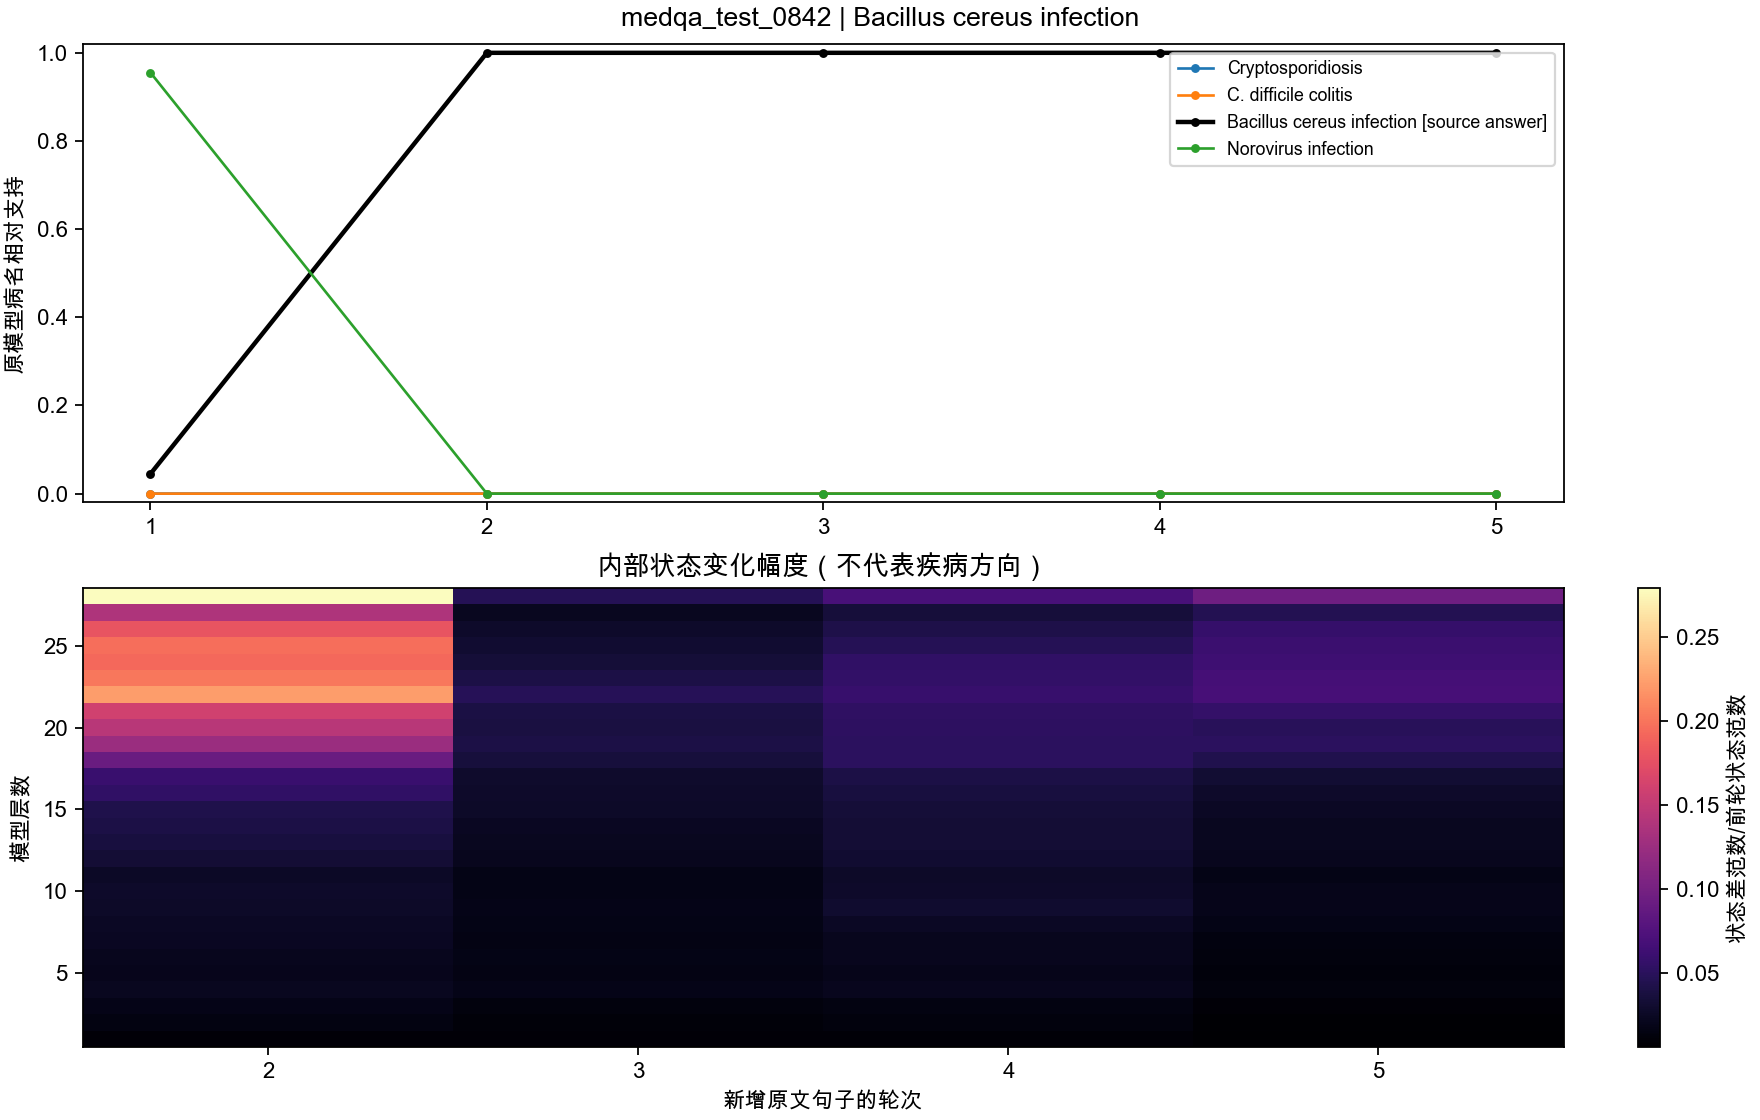 medqa_test_0842 | Bacillus cereus infection
原模型病名相对支持
1.0
0.8
0.6
0.4
0.2
0.0
Cryptosporidiosis
C. difficile colitis
Bacillus cereus infection [source answer]
Norovirus infection
1 2 3 4 5
内部状态变化幅度（不代表疾病方向）
模型层数
25
20
15
10
5
2 3 4 5
新增原文句子的轮次
0.25
0.20
0.15
0.10
0.05
状态差范数/前轮状态范数